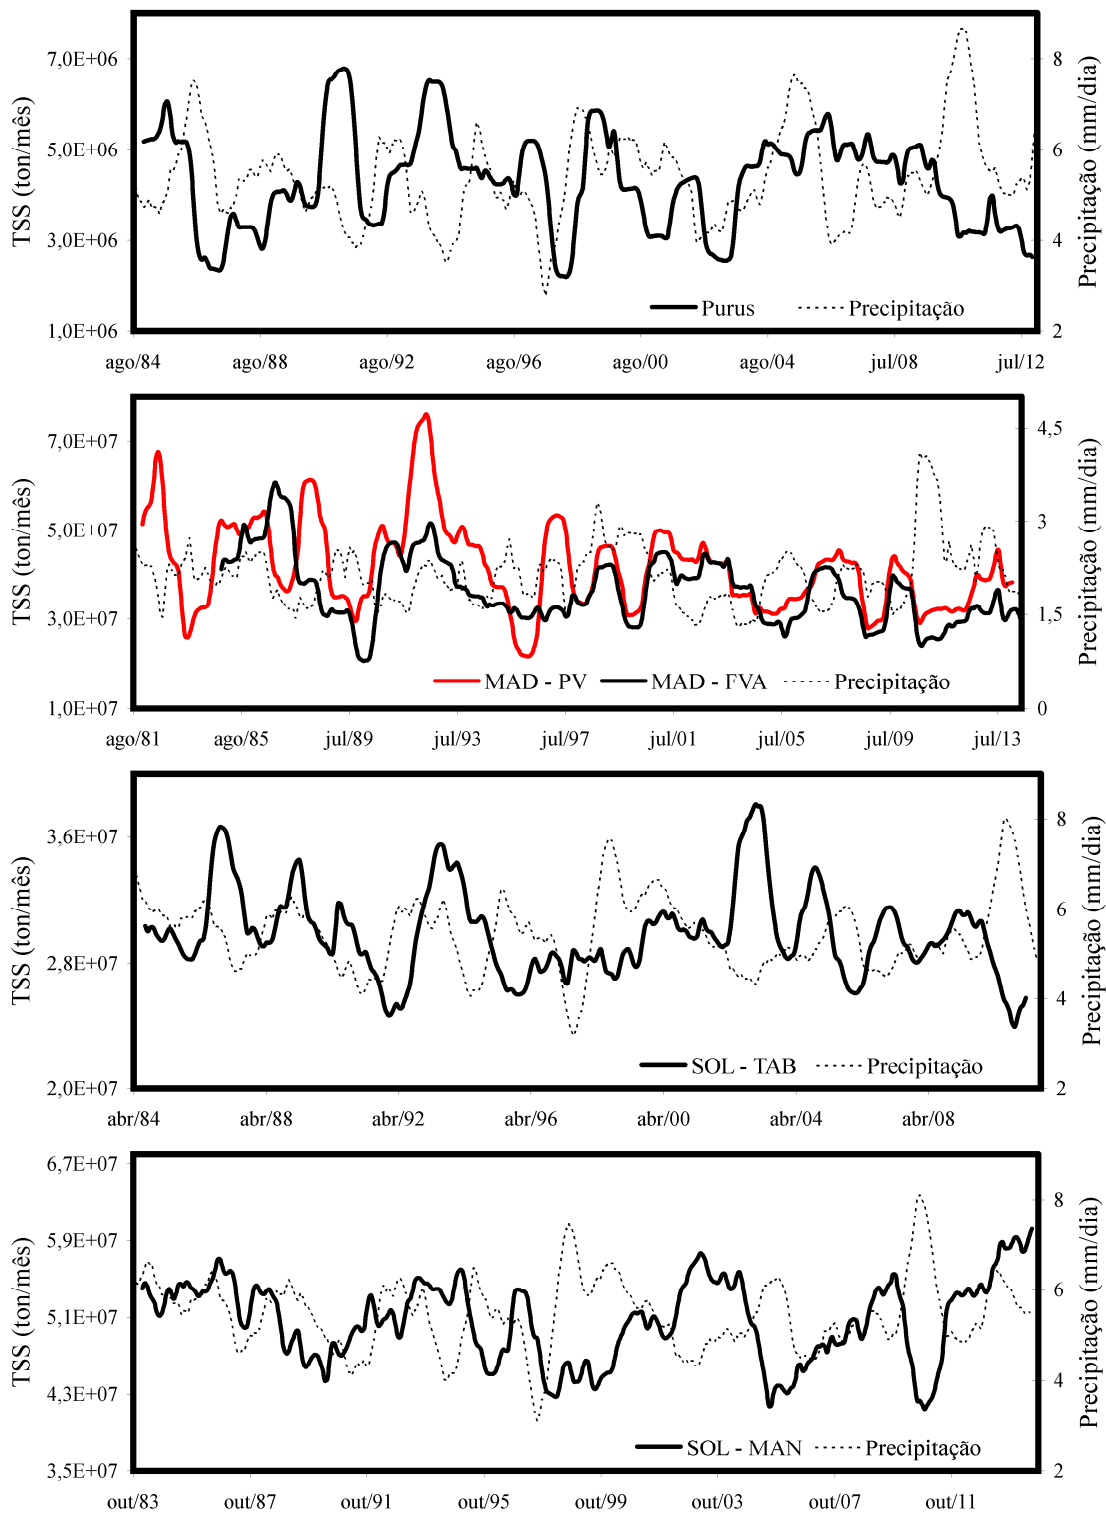 TSS (ton/mês)
7,0E+06
5,0E+06
3,0E+06
1,0E+06
8
6
4
2
Precipitação (mm/dia)
Purus
Precipitação
ago/84 ago/88 ago/92 ago/96 ago/00 ago/04 jul/08 jul/12
TSS (ton/mês)
7,0E+07
5,0E+07
3,0E+07
1,0E+07
4,5
3
1,5
0
Precipitação (mm/dia)
MAD - PV
MAD - FVA
Precipitação
ago/81 ago/85 jul/89 jul/93 jul/97 jul/01 jul/05 jul/09 jul/13
TSS (ton/mês)
3,6E+07
2,8E+07
2,0E+07
8
6
4
2
Precipitação (mm/dia)
SOL - TAB
Precipitação
abr/84 abr/88 abr/92 abr/96 abr/00 abr/04 abr/08
TSS (ton/mês)
6,7E+07
5,9E+07
5,1E+07
4,3E+07
3,5E+07
8
6
4
2
Precipitação (mm/dia)
SOL - MAN
Precipitação
out/83 out/87 out/91 out/95 out/99 out/03 out/07 out/11